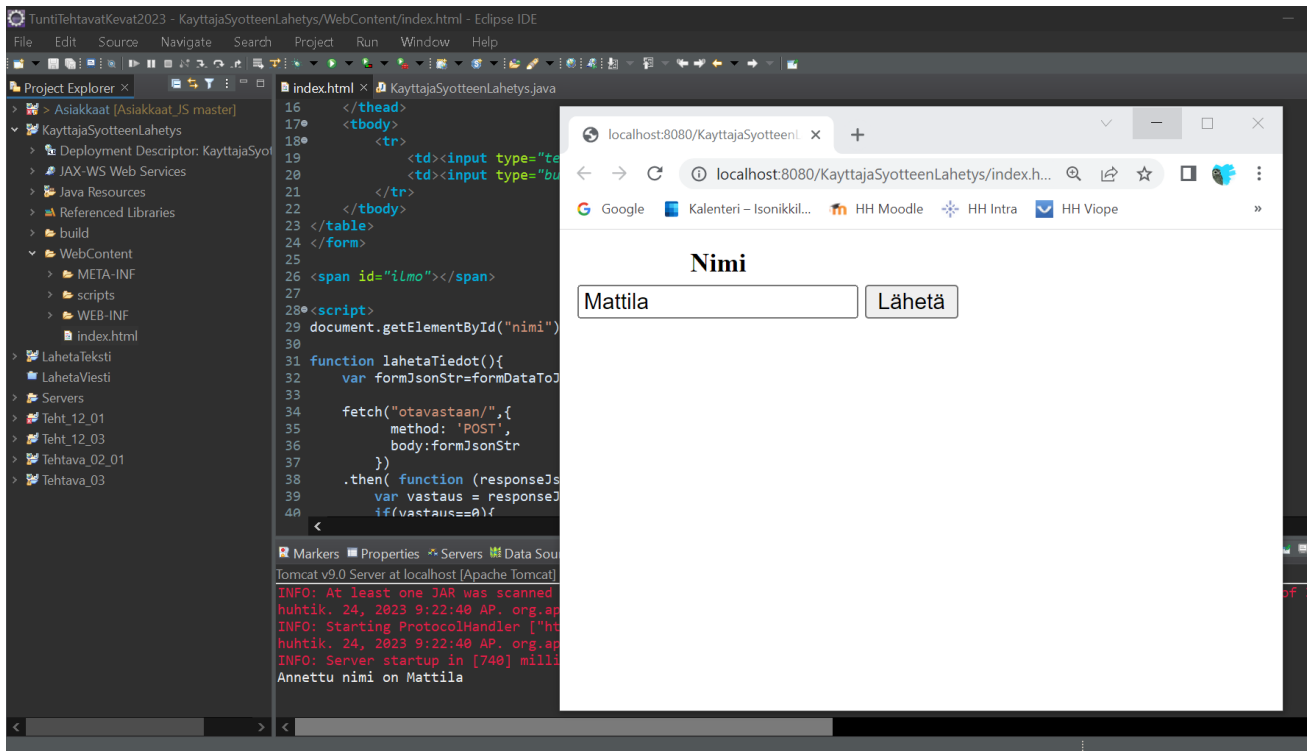 TuntiTehtavatKevat2023 - KayttajaSyotteenLahetys/WebContent/index.html - Eclipse IDE
File Edit Source Navigate Search Project Run Window Help
Project Explorer ×
> Asiakkaat [Asiakkaat_JS master]
KayttajaSyotteenLahetys
Deployment Descriptor: KayttajaSyot
JAX-WS Web Services
Java Resources
Referenced Libraries
build
WebContent
META-INF
scripts
WEB-INF
index.html
LahetaTeksti
LahetaViesti
Servers
Teht_12_01
Teht_12_03
Tehtava_02_01
Tehtava_03
index.html × KayttajaSyotteenLahetys.java
16 </thead>
17 <tbody>
18 <tr>
19 <td><input type="te
20 <td><input type="bu
21 </tr>
22 </tbody>
23 </table>
24 </form>
25
26 <span id="ilmo"></span>
27
28 <script>
29 document.getElementById("nimi")
30
31 function lahetaTiedot(){
32 var formJsonStr=formDataToJ
33
34 fetch("otavastaan/",{
35 method: 'POST',
36 body:formJsonStr
37 })
38 .then( function (responseJs
39 var vastaus = responseJ
40 if(vastaus==0){
Markers Properties Servers Data Sou
Tomcat v9.0 Server at localhost [Apache Tomcat]
INFO: At least one JAR was scanned
of
huhtik. 24, 2023 9:22:40 AP. org.ap
INFO: Starting ProtocolHandler ["ht
huhtik. 24, 2023 9:22:40 AP. org.ap
INFO: Server startup in [740] milli
Annettu nimi on Mattila
localhost:8080/KayttajaSyotteenL ×
localhost:8080/KayttajaSyotteenLahetys/index.h...
Google Kalenteri – Isonikkil... HH Moodle HH Intra HH Viope »
Nimi
Mattila Lähetä